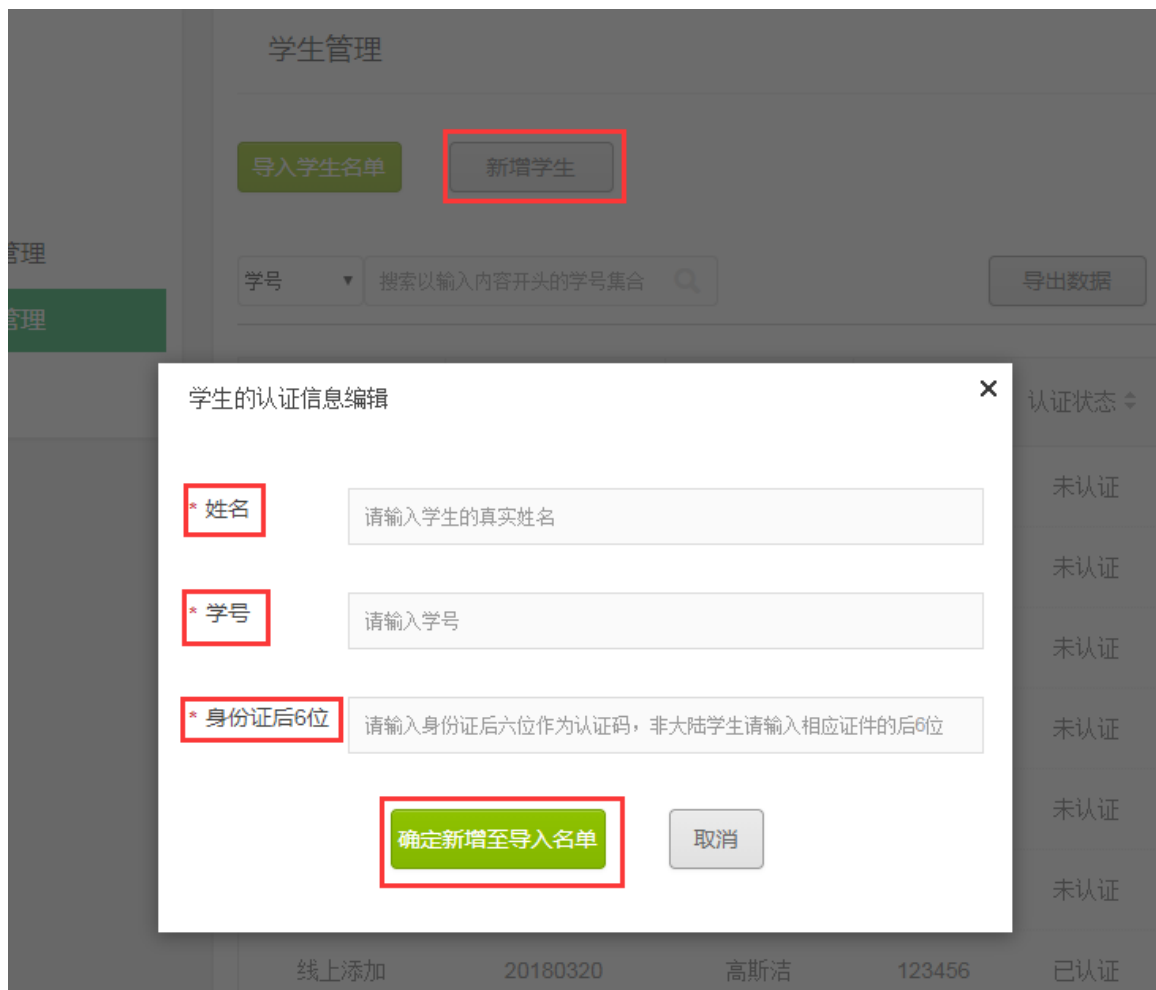 学生管理
导入学生名单 新增学生
管理
学号 搜索以输入内容开头的学号集合 导出数据
管理
学生的认证信息编辑
认证状态
* 姓名 请输入学生的真实姓名
未认证
未认证
* 学号 请输入学号
未认证
* 身份证后6位 请输入身份证后六位作为认证码，非大陆学生请输入相应证件的后6位
未认证
未认证
确定新增至导入名单 取消
未认证
线上添加 20180320 高斯洁 123456 已认证